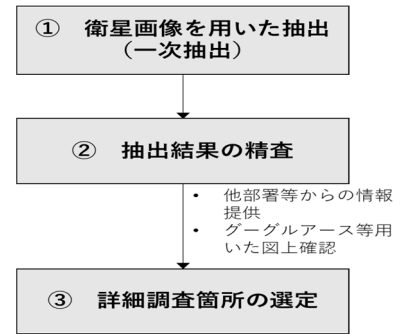 ① 衛星画像を用いた抽出
（一次抽出）
② 抽出結果の精査
• 他部署等からの情報
提供
• グーグルアース等用
いた図上確認
③ 詳細調査箇所の選定